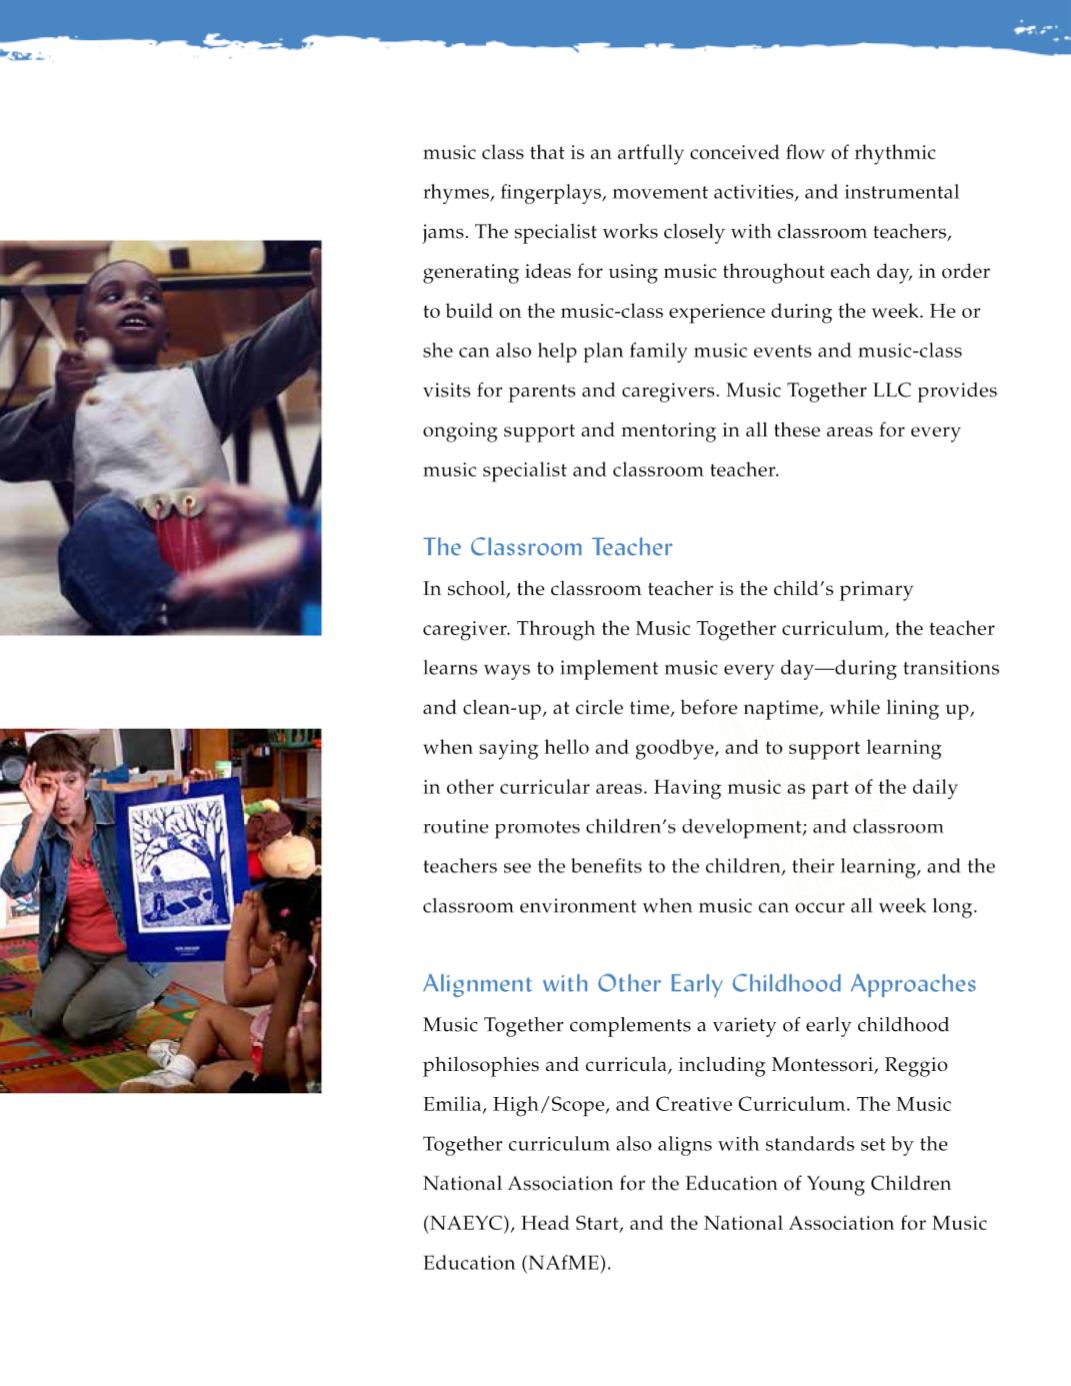 music class that is an artfully conceived flow of rhythmic
rhymes, fingerplays, movement activities, and instrumental
jams. The specialist works closely with classroom teachers,
generating ideas for using music throughout each day, in order
to build on the music-class experience during the week. He or
she can also help plan family music events and music-class
visits for parents and caregivers. Music Together LLC provides
ongoing support and mentoring in all these areas for every
music specialist and classroom teacher.
The Classroom Teacher
In school, the classroom teacher is the child’s primary
caregiver. Through the Music Together curriculum, the teacher
learns ways to implement music every day—during transitions
and clean-up, at circle time, before naptime, while lining up,
when saying hello and goodbye, and to support learning
in other curricular areas. Having music as part of the daily
routine promotes children’s development; and classroom
teachers see the benefits to the children, their learning, and the
classroom environment when music can occur all week long.
Alignment with Other Early Childhood Approaches
Music Together complements a variety of early childhood
philosophies and curricula, including Montessori, Reggio
Emilia, High/Scope, and Creative Curriculum. The Music
Together curriculum also aligns with standards set by the
National Association for the Education of Young Children
(NAEYC), Head Start, and the National Association for Music
Education (NAfME).